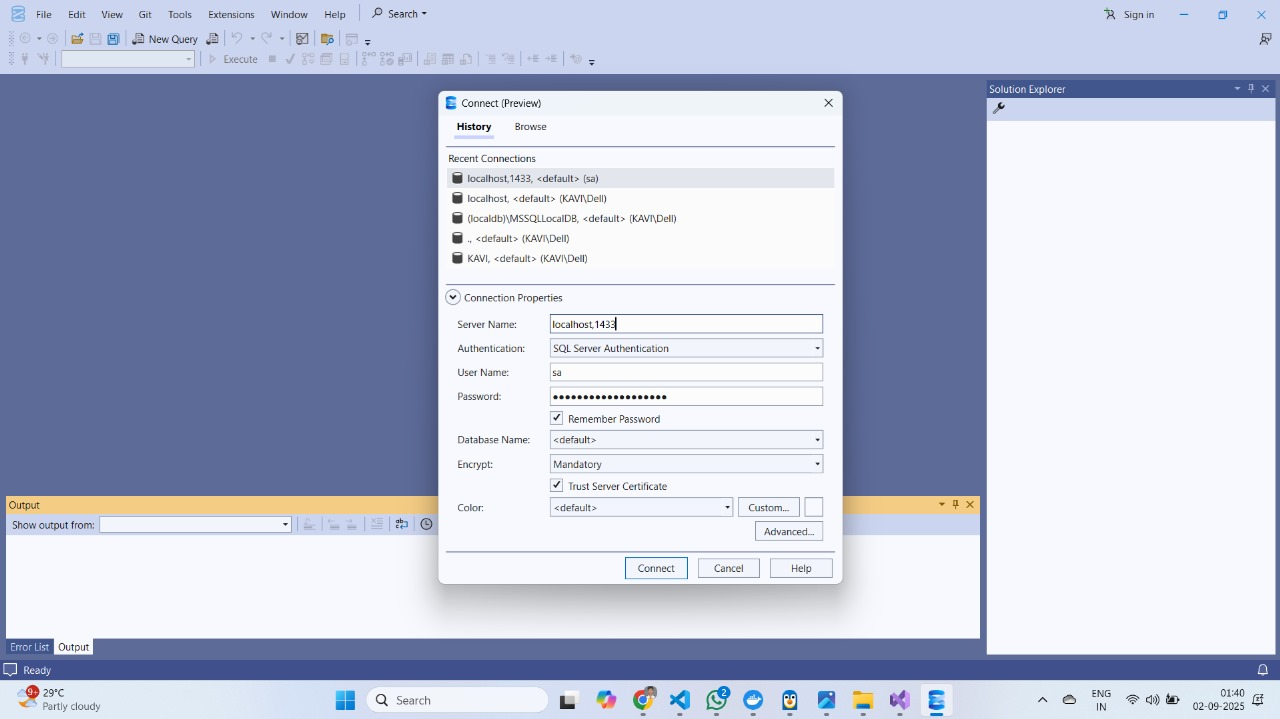 File Edit View Git Tools Extensions Window Help Search Sign in
New Query
Execute
Solution Explorer
Connect (Preview)
History Browse
Recent Connections
localhost,1433, <default> (sa)
localhost, <default> (KAVI\Dell)
(localdb)\MSSQLLocalDB, <default> (KAVI\Dell)
., <default> (KAVI\Dell)
KAVI, <default> (KAVI\Dell)
Connection Properties
Server Name: localhost,1433
Authentication: SQL Server Authentication
User Name: sa
Password: ●●●●●●●●●●●●●●●●●●●
Remember Password
Database Name: <default>
Encrypt: Mandatory
Trust Server Certificate
Color: <default> Custom...
Advanced...
Connect Cancel Help
Output
Show output from:
Error List Output
Ready
9+ 29°C
Partly cloudy
Search
2
ENG
IN
01:40
02-09-2025